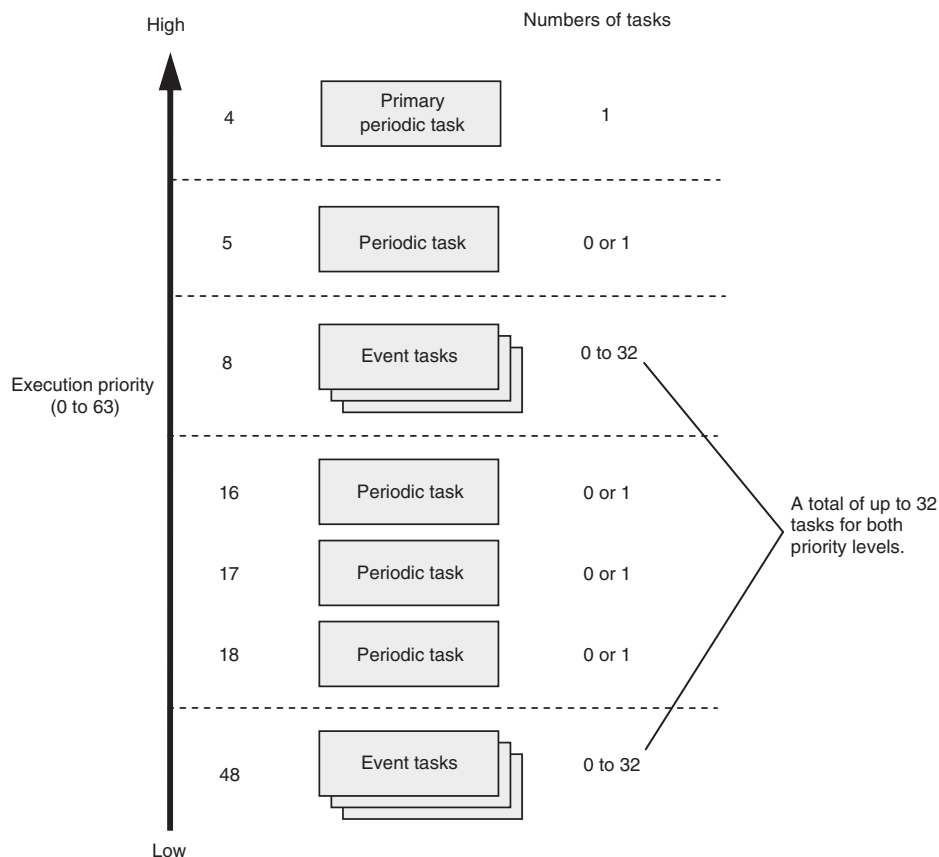 High
Numbers of tasks
4
Primary
periodic task
1
5
Periodic task
0 or 1
8
Event tasks
0 to 32
Execution priority
(0 to 63)
16
Periodic task
0 or 1
A total of up to 32
tasks for both
priority levels.
17
Periodic task
0 or 1
18
Periodic task
0 or 1
48
Event tasks
0 to 32
Low